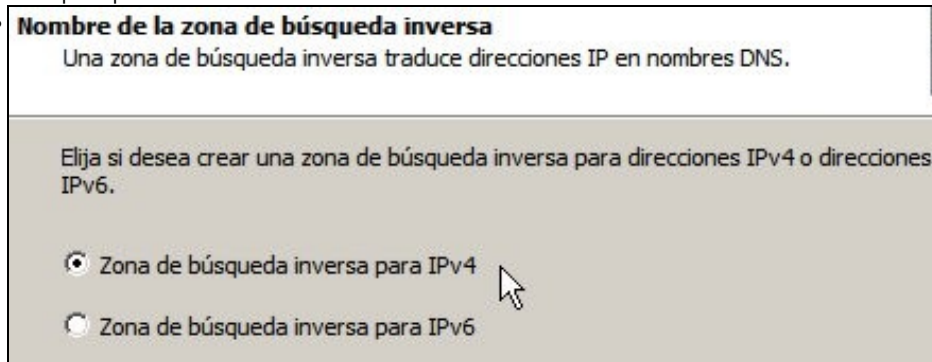 Nombre de la zona de búsqueda inversa
Una zona de búsqueda inversa traduce direcciones IP en nombres DNS.
Elija si desea crear una zona de búsqueda inversa para direcciones IPv4 o direcciones
IPv6.
Zona de búsqueda inversa para IPv4
Zona de búsqueda inversa para IPv6